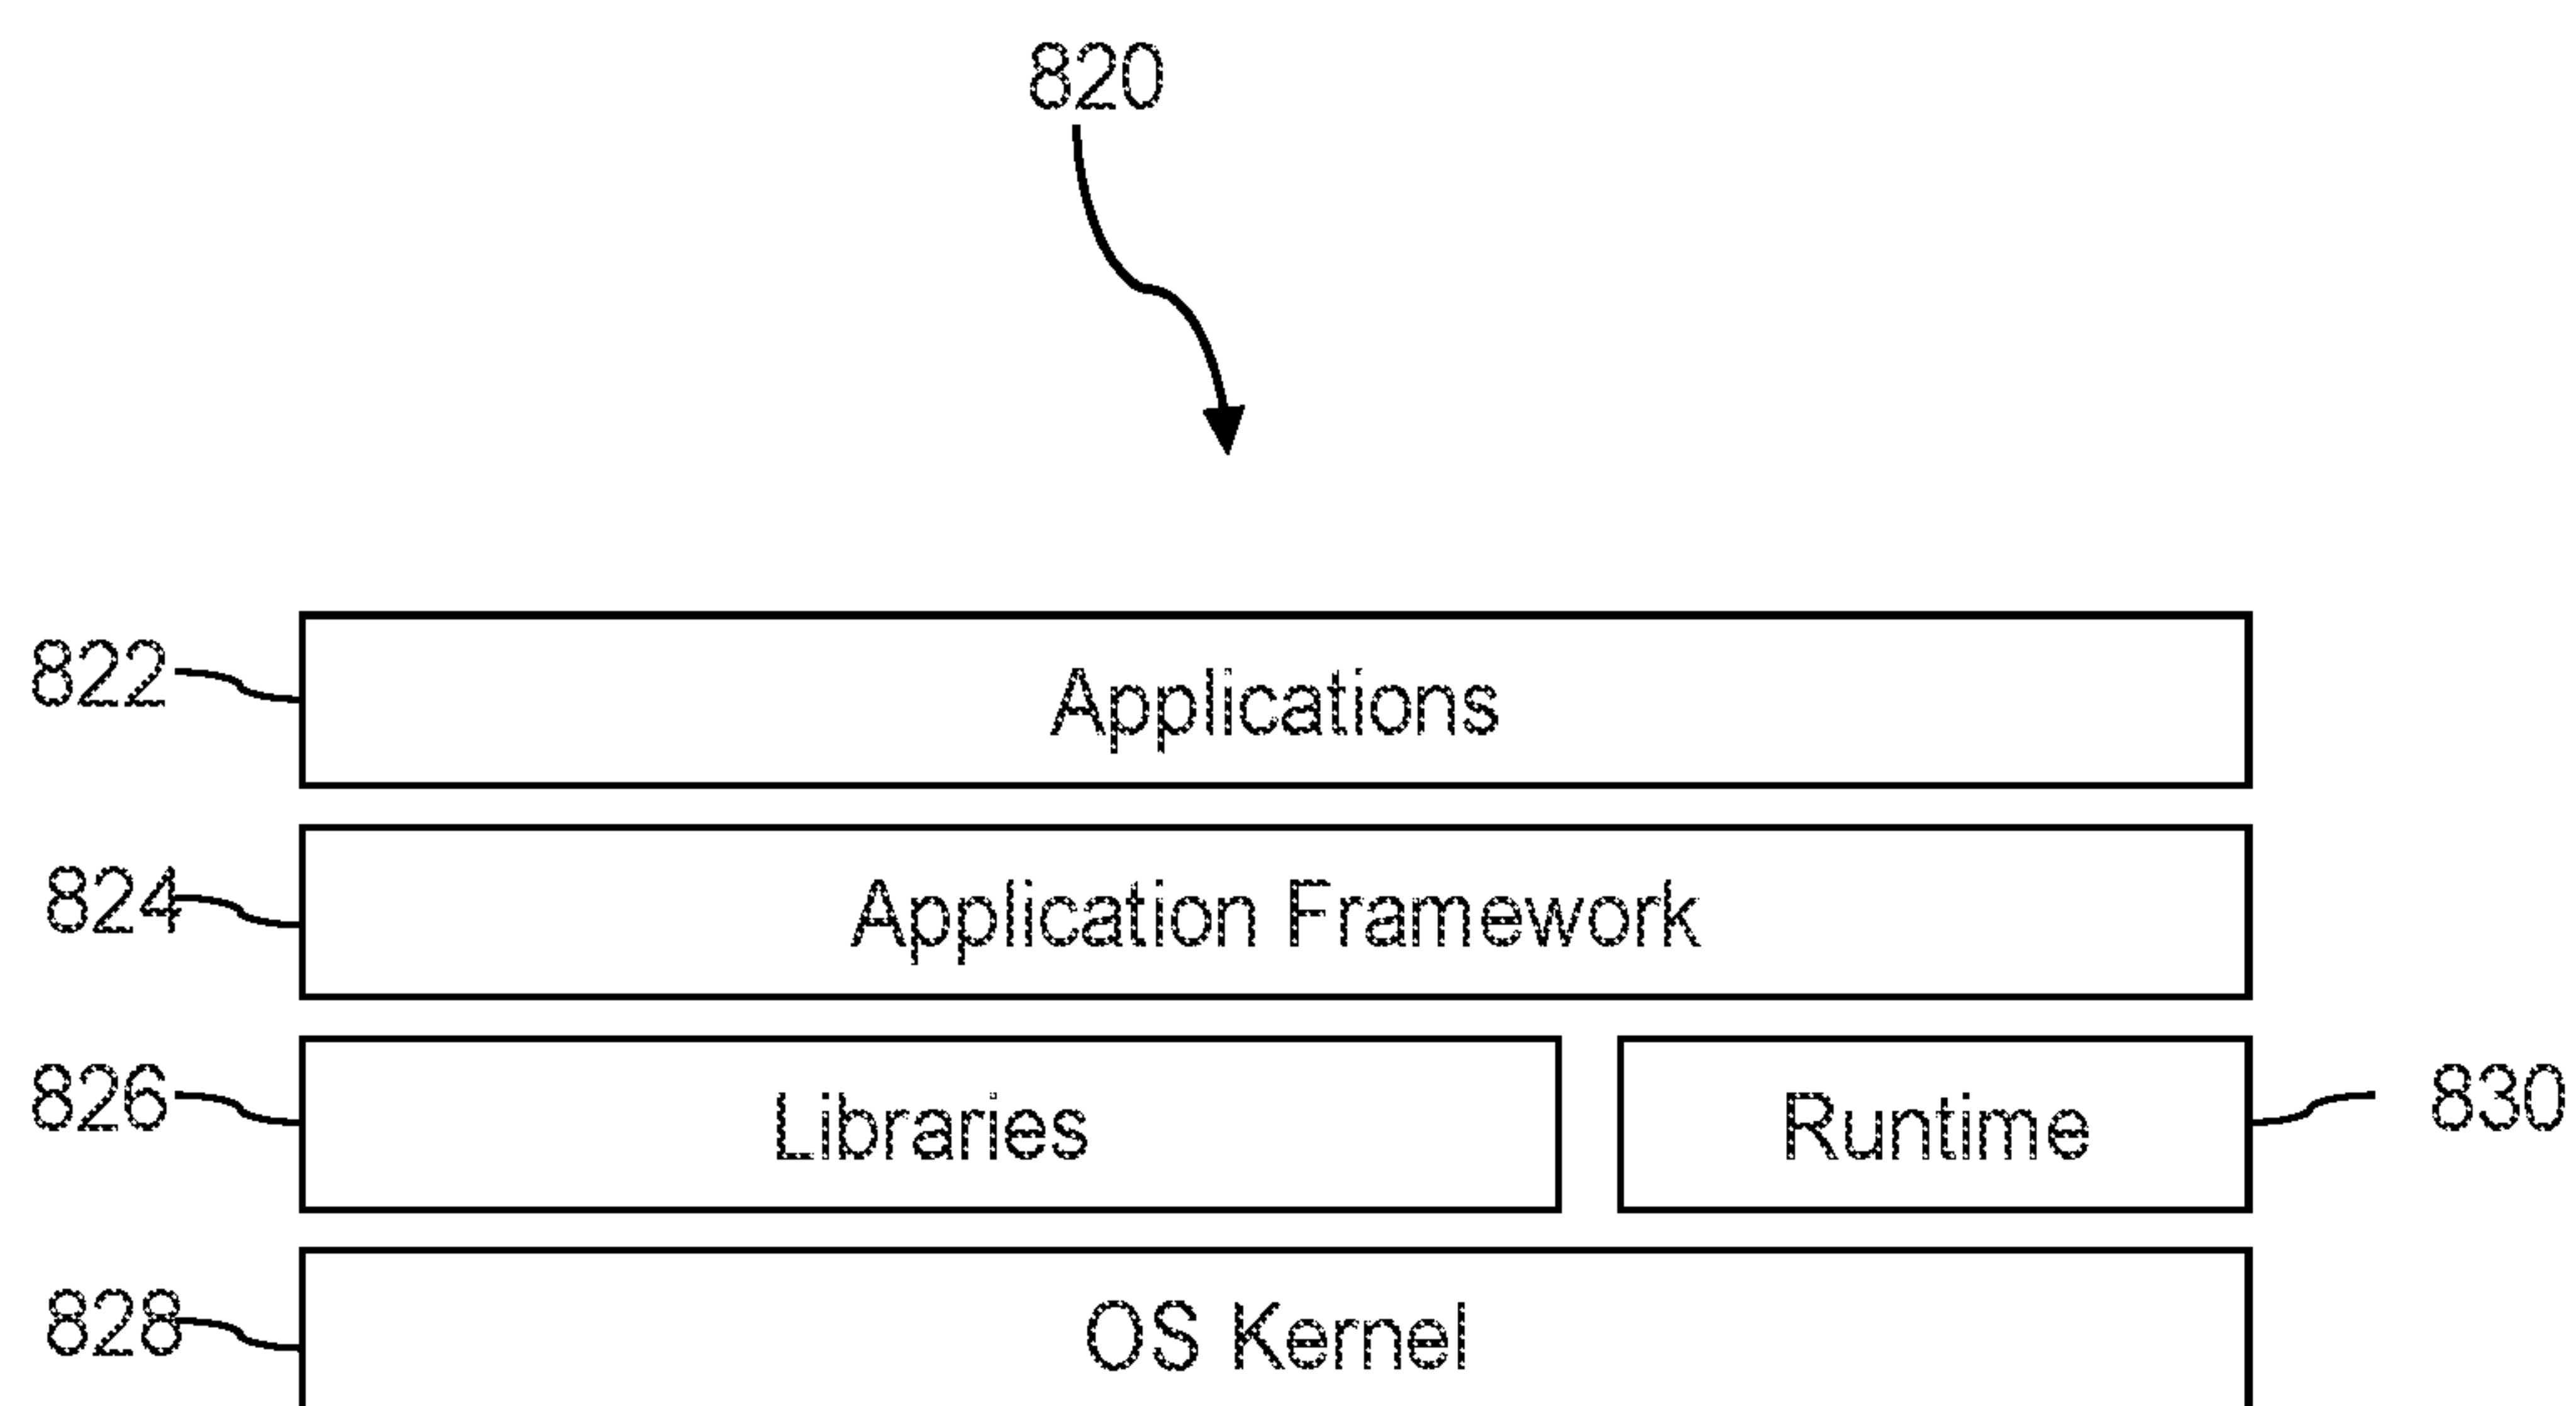 820
822 Applications
824 Application Framework
826 Libraries Runtime 830
828 OS Kernel